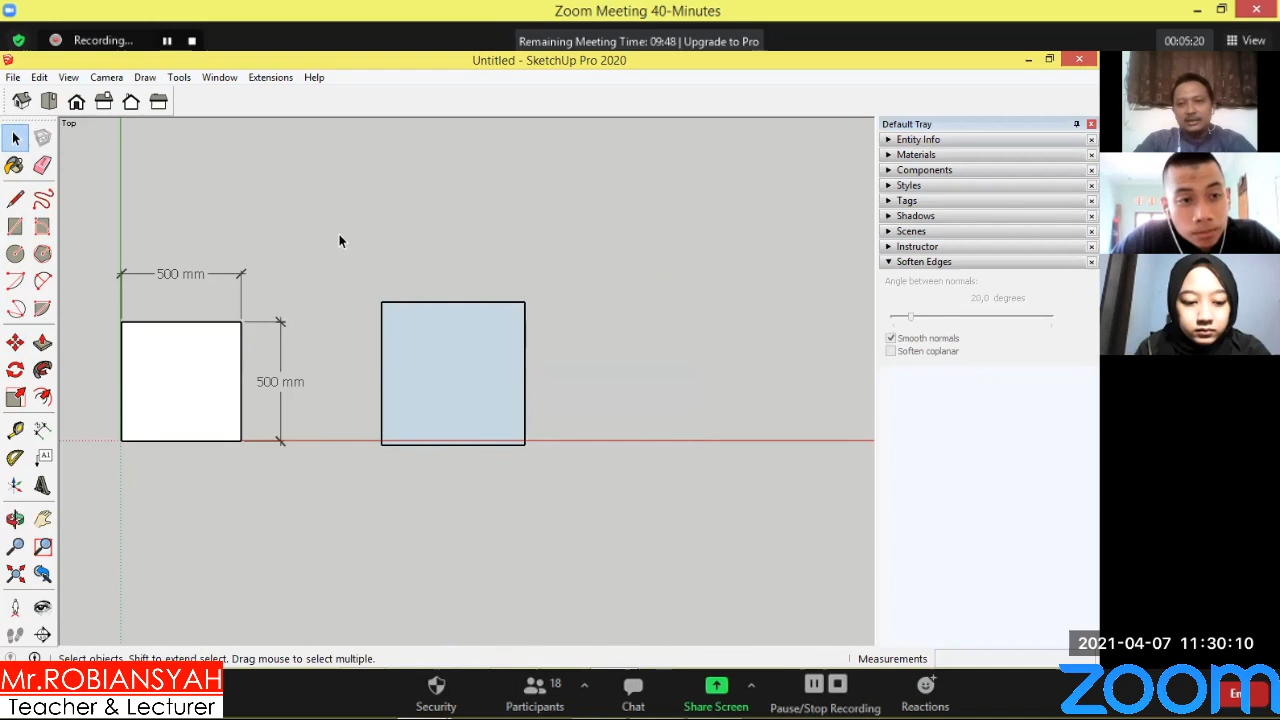 Zoom Meeting 40-Minutes
Recording...
Remaining Meeting Time: 09:48 | Upgrade to Pro
00:05:20
View
Untitled - SketchUp Pro 2020
File Edit View Camera Draw Tools Window Extensions Help
Top
Default Tray
Entity Info
Materials
Components
Styles
Tags
Shadows
Scenes
Instructor
Soften Edges
Angle between normals:
20,0 degrees
Smooth normals
Soften coplanar
500 mm
500 mm
A1
Select objects. Shift to extend select. Drag mouse to select multiple.
Measurements
2021-04-07 11:30:10
Mr.ROBIANSYAH
Teacher & Lecturer
Security
Participants
18
Chat
Share Screen
Pause/Stop Recording
Reactions
zoom